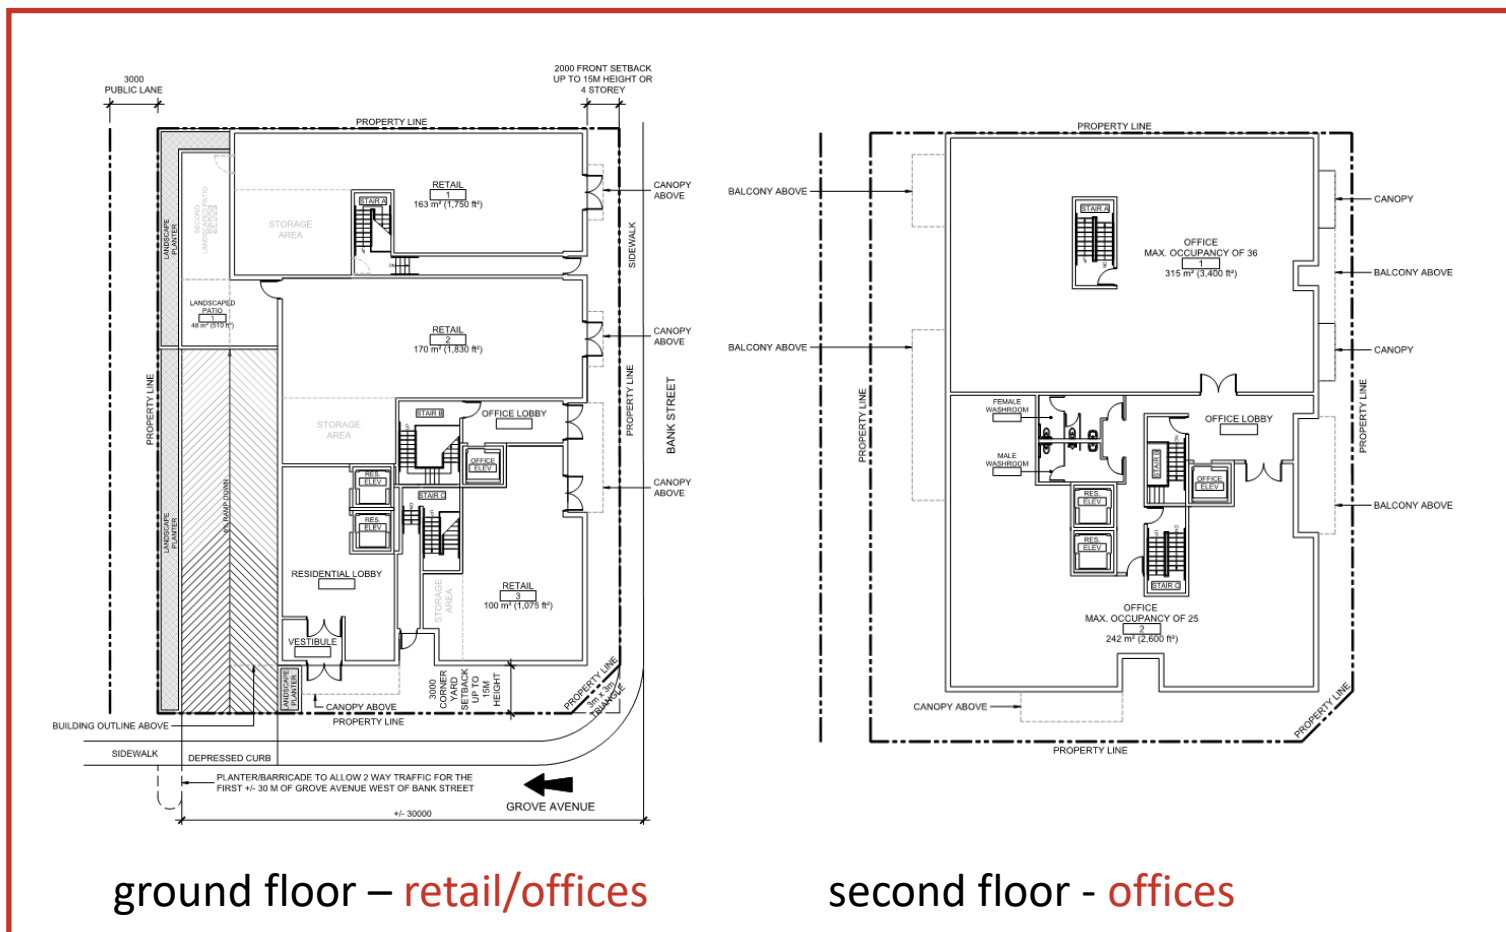 3000
PUBLIC LANE
2000 FRONT SETBACK
UP TO 15M HEIGHT OR
4 STOREY
PROPERTY LINE
RETAIL
1
163 m² (1,750 ft²)
CANOPY
ABOVE
STAIR A
STORAGE
AREA
SECOND
LANDSCAPED PATIO
LANDSCAPE
PLANTER
SIDEWALK
LANDSCAPED
PATIO
1
48 m² (510 ft²)
RETAIL
2
170 m² (1,830 ft²)
CANOPY
ABOVE
PROPERTY LINE
PROPERTY LINE
BANK STREET
STORAGE
AREA
STAIR B
UP
OFFICE LOBBY
OFFICE
ELEV
CANOPY
ABOVE
RES.
ELEV
RES.
ELEV
STAIR C
RAMP DOWN
LANDSCAPE
PLANTER
RESIDENTIAL LOBBY
STORAGE
AREA
RETAIL
3
100 m² (1,075 ft²)
VESTIBULE
LANDSCAPE
PLANTER
3000
CORNER
YARD
SETBACK
UP TO
15M
HEIGHT
PROPERTY LINE
3m x 3m
TRIANGLE
CANOPY ABOVE
PROPERTY LINE
BUILDING OUTLINE ABOVE
SIDEWALK
DEPRESSED CURB
PLANTER/BARRICADE TO ALLOW 2 WAY TRAFFIC FOR THE
FIRST +/- 30 M OF GROVE AVENUE WEST OF BANK STREET
GROVE AVENUE
+/- 30000
ground floor – retail/offices
PROPERTY LINE
BALCONY ABOVE
CANOPY
STAIR A
OFFICE
MAX. OCCUPANCY OF 36
1
315 m² (3,400 ft²)
BALCONY ABOVE
BALCONY ABOVE
CANOPY
PROPERTY LINE
PROPERTY LINE
FEMALE
WASHROOM
MALE
WASHROOM
OFFICE LOBBY
STAIR B
OFFICE
ELEV
RES.
ELEV
RES.
ELEV
BALCONY ABOVE
STAIR C
OFFICE
MAX. OCCUPANCY OF 25
2
242 m² (2,600 ft²)
CANOPY ABOVE
PROPERTY LINE
PROPERTY LINE
second floor - offices